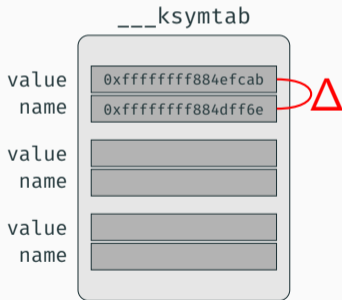 ___ksymtab
value 0xffffffff884efcab
name 0xffffffff884dff6e
Δ
value
name
value
name